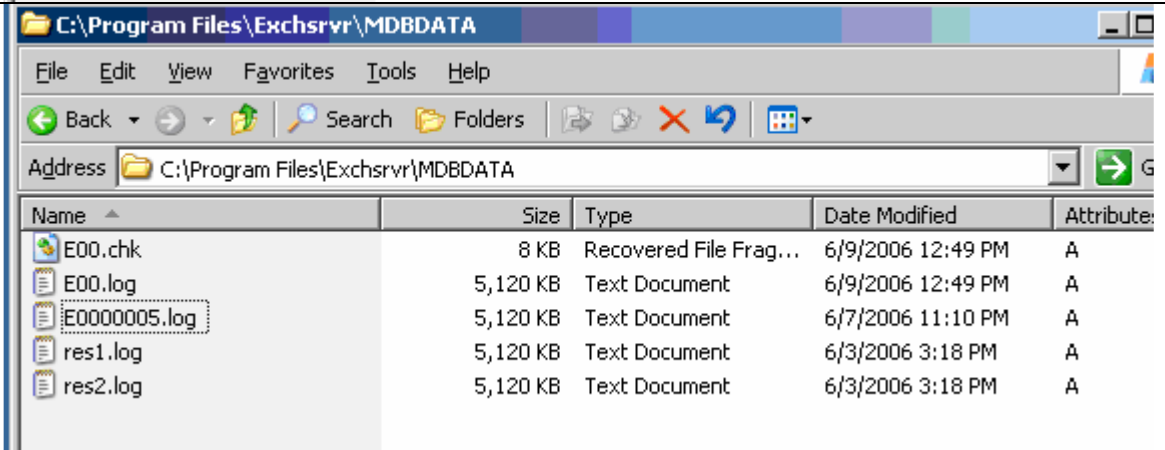 C:\Program Files\Exchsrvr\MDBDATA
File Edit View Favorites Tools Help
Back Search Folders
Address C:\Program Files\Exchsrvr\MDBDATA G
Name Size Type Date Modified Attributes
E00.chk 8 KB Recovered File Frag... 6/9/2006 12:49 PM A
E00.log 5,120 KB Text Document 6/9/2006 12:49 PM A
E0000005.log 5,120 KB Text Document 6/7/2006 11:10 PM A
res1.log 5,120 KB Text Document 6/3/2006 3:18 PM A
res2.log 5,120 KB Text Document 6/3/2006 3:18 PM A